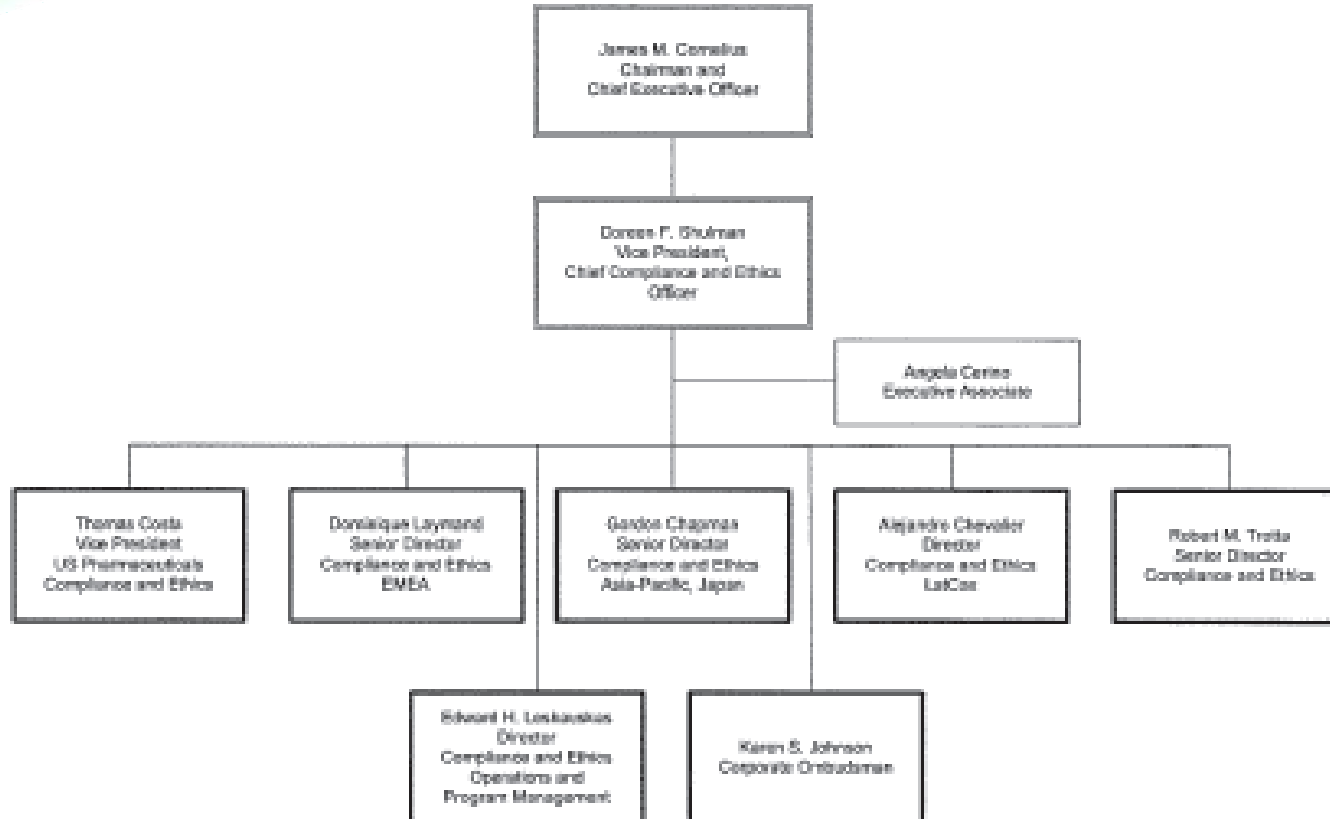 James M. Cornelius
Chairman and
Chief Executive Officer
Doreen F. Shulman
Vice President,
Chief Compliance and Ethics
Officer
Angela Cerino
Executive Associate
Thomas Costa
Vice President
US Pharmaceuticals
Compliance and Ethics
Dominique Laymand
Senior Director
Compliance and Ethics
EMEA
Gordon Chapman
Senior Director
Compliance and Ethics
Asia-Pacific, Japan
Alejandro Chevalier
Director
Compliance and Ethics
Robert M.
Senior Director
Compliance and Ethics
Edward H.
Director
Compliance and Ethics
Operations and
Program Management
Karen S. Johnson
Corporate Ombudsman